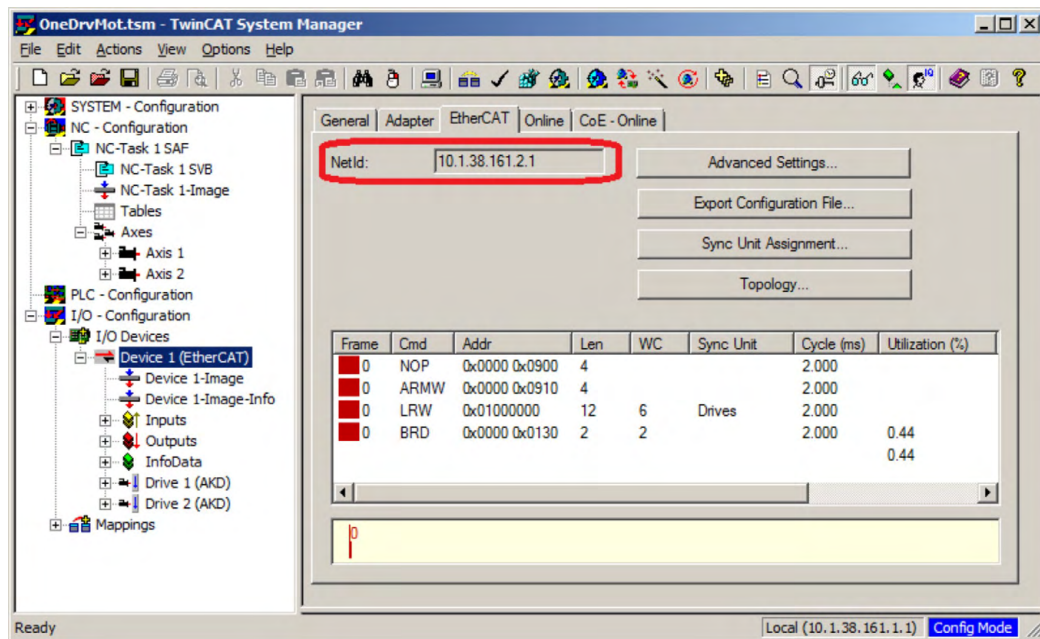 OneDrvMot.tsm - TwinCAT System Manager
File Edit Actions View Options Help
SYSTEM - Configuration
NC - Configuration
NC-Task 1 SAF
NC-Task 1 SVB
NC-Task 1-Image
Tables
Axes
Axis 1
Axis 2
PLC - Configuration
I/O - Configuration
I/O Devices
Device 1 (EtherCAT)
Device 1-Image
Device 1-Image-Info
Inputs
Outputs
InfoData
Drive 1 (AKD)
Drive 2 (AKD)
Mappings
General Adapter EtherCAT Online CoE - Online
NetId: 10.1.38.161.2.1
Advanced Settings...
Export Configuration File...
Sync Unit Assignment...
Topology...
Frame Cmd Addr Len WC Sync Unit Cycle (ms) Utilization (%)
0 NOP 0x0000 0x0900 4 2.000
0 ARMW 0x0000 0x0910 4 2.000
0 LRW 0x01000000 12 6 Drives 2.000
0 BRD 0x0000 0x0130 2 2 2.000 0.44
0.44
0
Ready Local (10.1.38.161.1.1) Config Mode